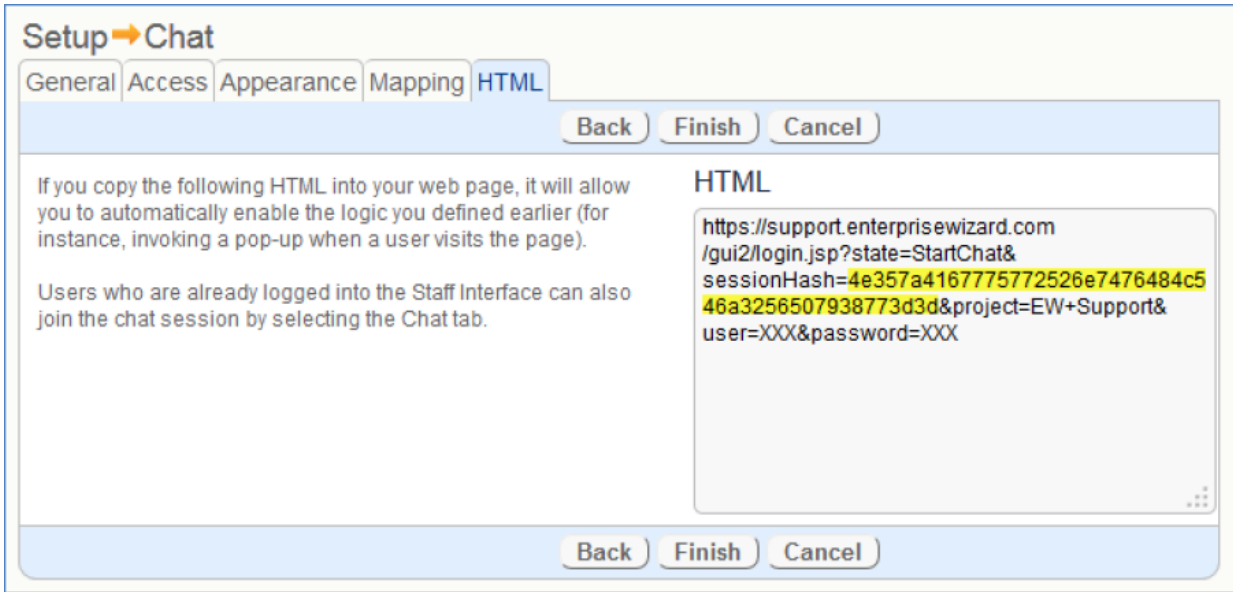 Setup Chat
General Access Appearance Mapping HTML
Back Finish Cancel
If you copy the following HTML into your web page, it will allow
you to automatically enable the logic you defined earlier (for
instance, invoking a pop-up when a user visits the page).
Users who are already logged into the Staff Interface can also
join the chat session by selecting the Chat tab.
HTML
https://support.enterprisewizard.com
/gui2/login.jsp?state=StartChat&
sessionHash=4e357a4167775772526e7476484c5
46a3256507938773d3d&project=EW+Support&
user=XXX&password=XXX
Back Finish Cancel